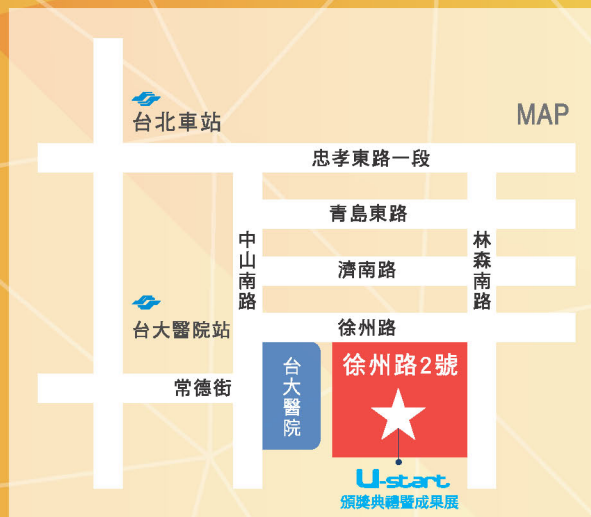 MAP
台北車站
忠孝東路一段
青島東路
中山南路
林森南路
濟南路
台大醫院站
徐州路
常德街
台大醫院
徐州路2號
U-start
頒獎典禮暨成果展